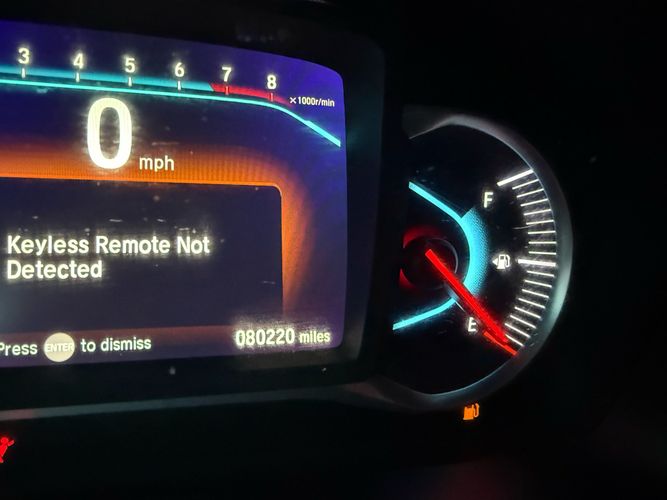 3 4 5 6 7 8
×1000r/min
0 mph
F
Keyless Remote Not
Detected
E
Press ENTER to dismiss
080220 miles